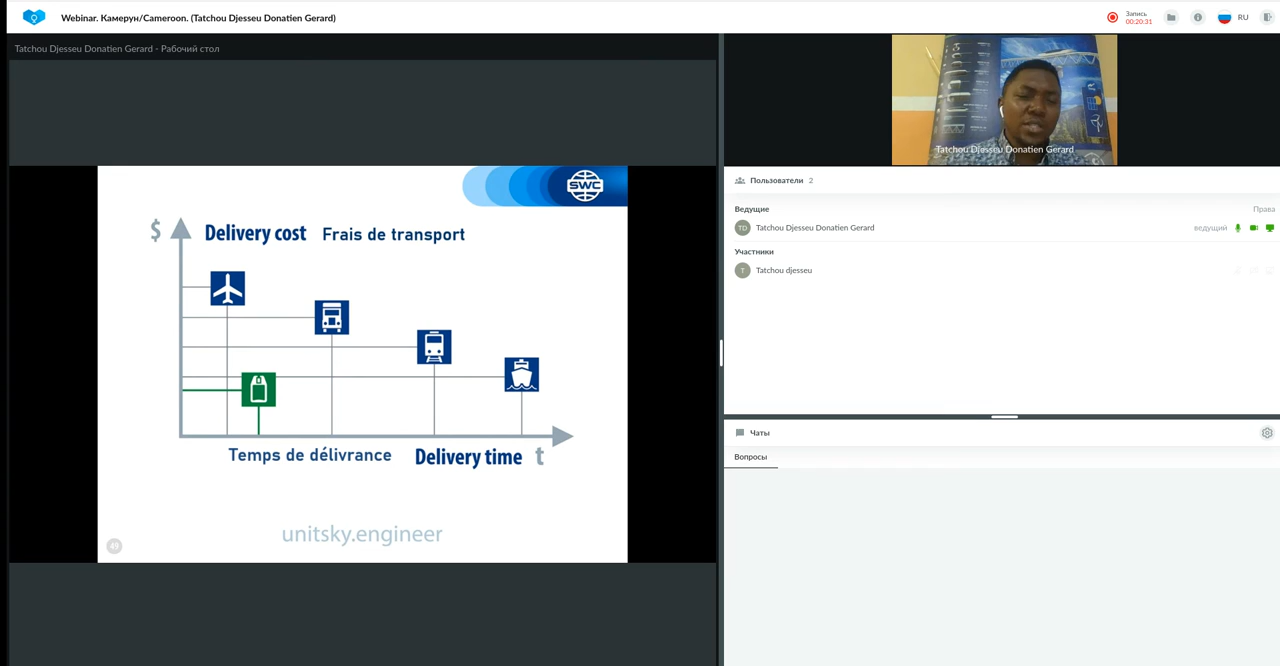 Webinar. Камерун/Cameroon. (Tatchou Djesseu Donatien Gerard)
Запись
00:20:31
RU
Tatchou Djesseu Donatien Gerard - Рабочий стол
SWC
$
Delivery cost Frais de transport
Temps de délivrance Delivery time t
unitsky.engineer
49
Tatchou Djesseu Donatien Gerard
Пользователи 2
Ведущие Права
TD Tatchou Djesseu Donatien Gerard ведущий
Участники
T Tatchou djesseu
Чаты
Вопросы